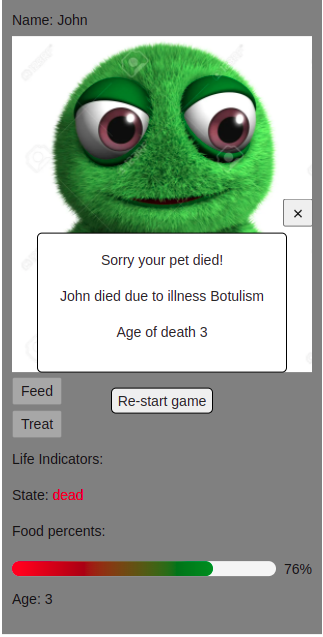 Name: John
×
Sorry your pet died!
John died due to illness Botulism
Age of death 3
Feed
Re-start game
Treat
Life Indicators:
State: dead
Food percents:
76%
Age: 3